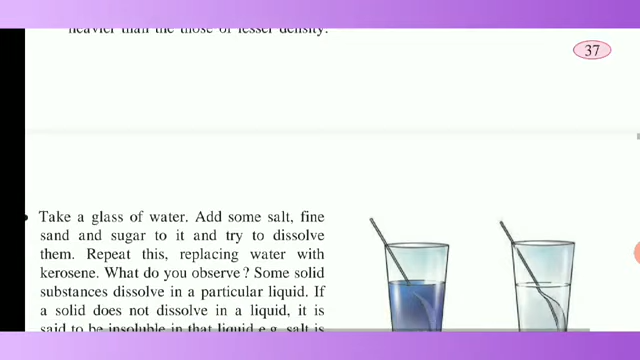 heavier than the those of lesser density.
37
• Take a glass of water. Add some salt, fine
sand and sugar to it and try to dissolve
them. Repeat this, replacing water with
kerosene. What do you observe? Some solid
substances dissolve in a particular liquid. If
a solid does not dissolve in a liquid, it is
said to be insoluble in that liquid e.g. salt is